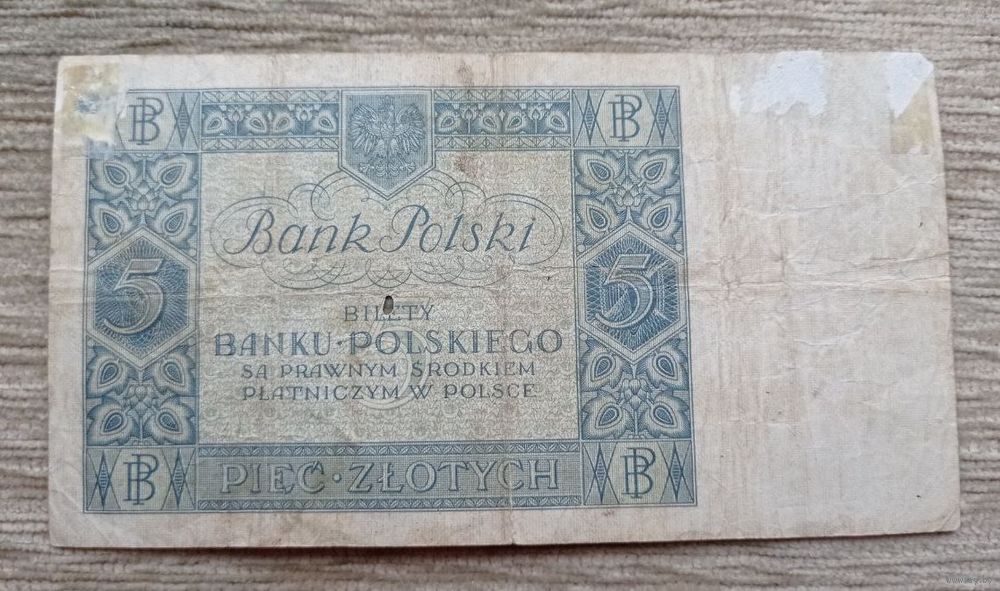 BP BP
Bank Polski
5 5
BILETY
BANKU·POLSKIEGO
SĄ PRAWNYM ŚRODKIEM
PŁATNICZYM W POLSCE
BP PIĘĆ·ZŁOTYCH BP